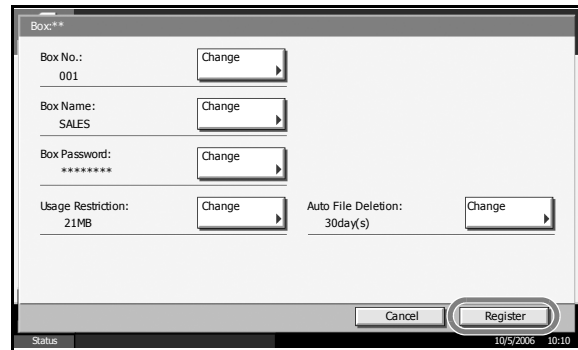 Box:**
Box No.:
001
Change
Box Name:
SALES
Change
Box Password:
********
Change
Usage Restriction:
21MB
Change
Auto File Deletion:
30day(s)
Change
Cancel
Register
Status
10/5/2006 10:10